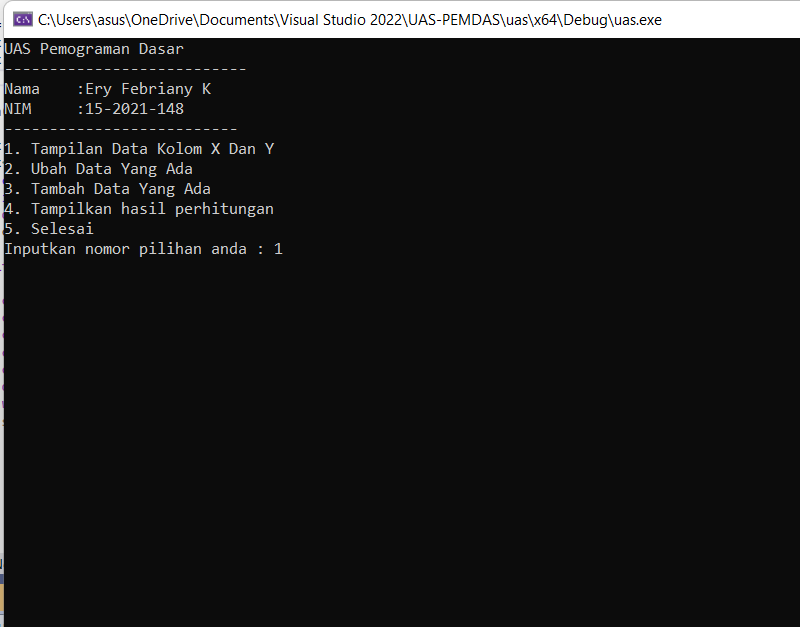 C:\Users\asus\OneDrive\Documents\Visual Studio 2022\UAS-PEMDAS\uas\x64\Debug\uas.exe
UAS Pemograman Dasar
---------------------------
Nama    :Ery Febriany K
NIM     :15-2021-148
--------------------------
1. Tampilan Data Kolom X Dan Y
2. Ubah Data Yang Ada
3. Tambah Data Yang Ada
4. Tampilkan hasil perhitungan
5. Selesai
Inputkan nomor pilihan anda : 1